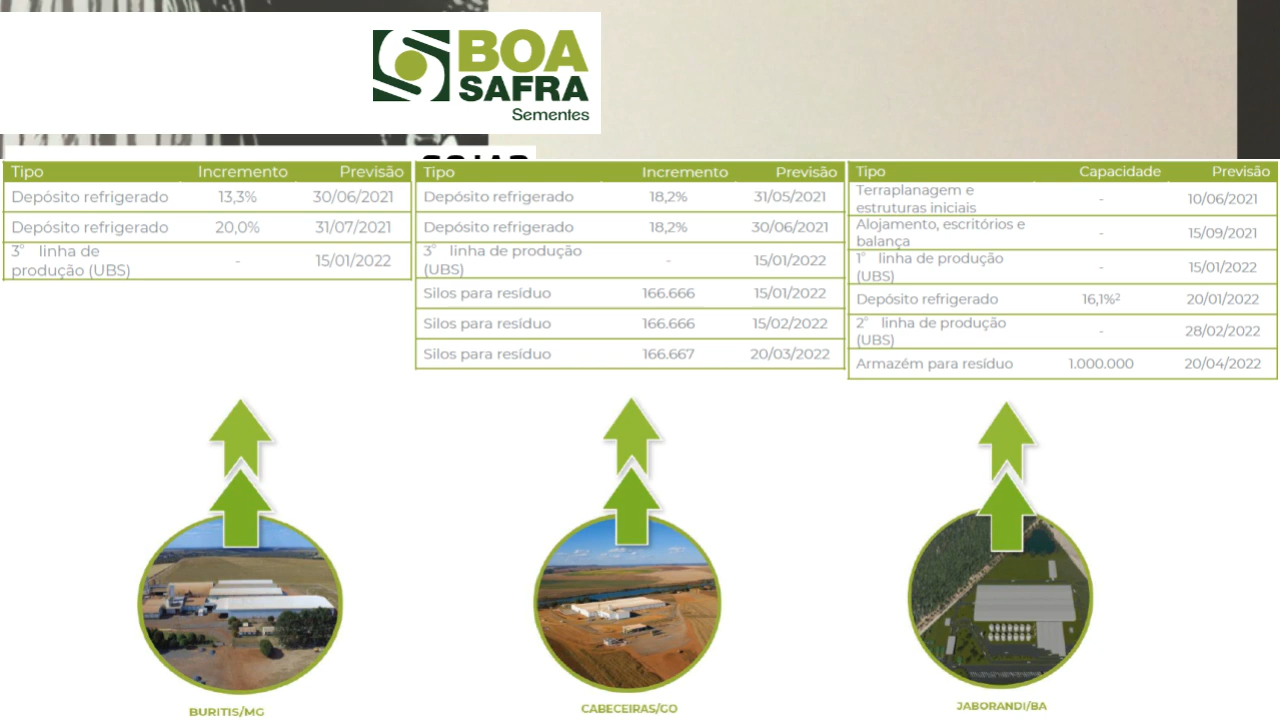 BOA
SAFRA
Sementes
Tipo Incremento Previsão
Depósito refrigerado 13,3% 30/06/2021
Depósito refrigerado 20,0% 31/07/2021
3° linha de
produção (UBS) - 15/01/2022
Tipo Incremento Previsão
Depósito refrigerado 18,2% 31/05/2021
Depósito refrigerado 18,2% 30/06/2021
3° linha de produção
(UBS) - 15/01/2022
Silos para resíduo 166.666 15/01/2022
Silos para resíduo 166.666 15/02/2022
Silos para resíduo 166.667 20/03/2022
Tipo Capacidade Previsão
Terraplanagem e
estruturas iniciais - 10/06/2021
Alojamento, escritórios e
balança - 15/09/2021
1° linha de produção
(UBS) - 15/01/2022
Depósito refrigerado 16,1%² 20/01/2022
2° linha de produção
(UBS) - 28/02/2022
Armazém para resíduo 1.000.000 20/04/2022
BURITIS/MG
CABECEIRAS/GO
JABORANDI/BA